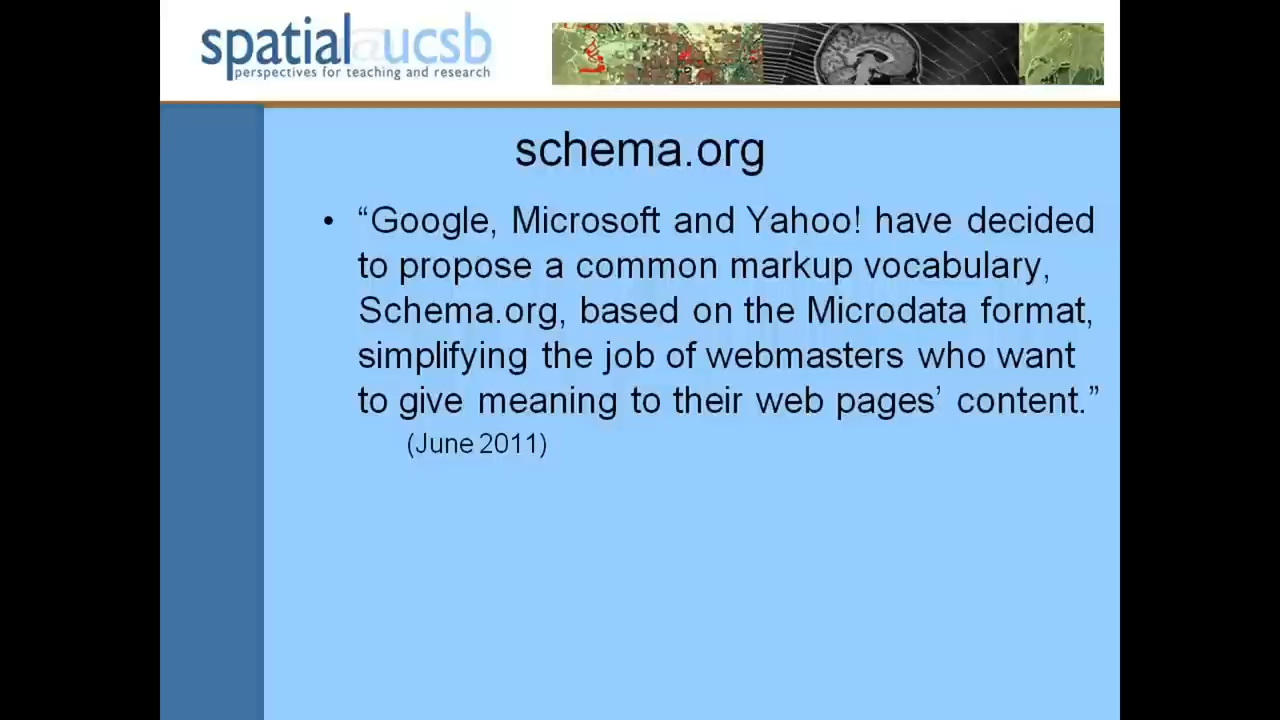 spatial@ucsb
perspectives for teaching and research
schema.org
• “Google, Microsoft and Yahoo! have decided
to propose a common markup vocabulary,
Schema.org, based on the Microdata format,
simplifying the job of webmasters who want
to give meaning to their web pages’ content.”
(June 2011)